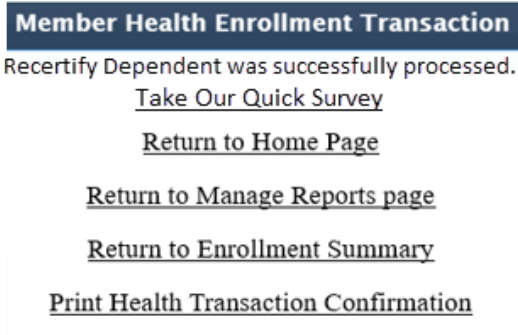 Member Health Enrollment Transaction
Recertify Dependent was successfully processed.
Take Our Quick Survey
Return to Home Page
Return to Manage Reports page
Return to Enrollment Summary
Print Health Transaction Confirmation